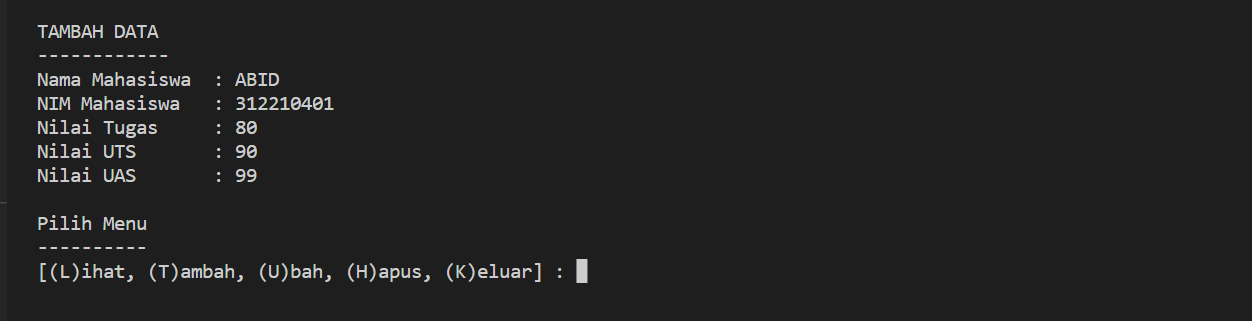 TAMBAH DATA
------------
Nama Mahasiswa  : ABID
NIM Mahasiswa   : 312210401
Nilai Tugas     : 80
Nilai UTS       : 90
Nilai UAS       : 99
Pilih Menu
----------
[(L)ihat, (T)ambah, (U)bah, (H)apus, (K)eluar] :